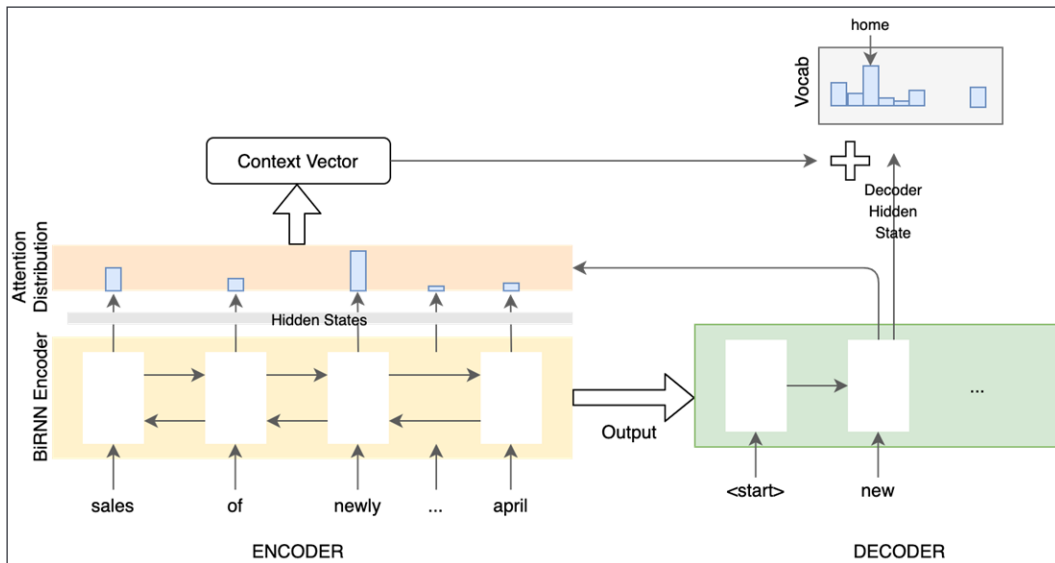 home
Vocab
Context Vector
Decoder
Hidden
State
Attention
Distribution
Hidden States
BiRNN Encoder
Output
sales of newly ... april
<start> new
...
ENCODER
DECODER